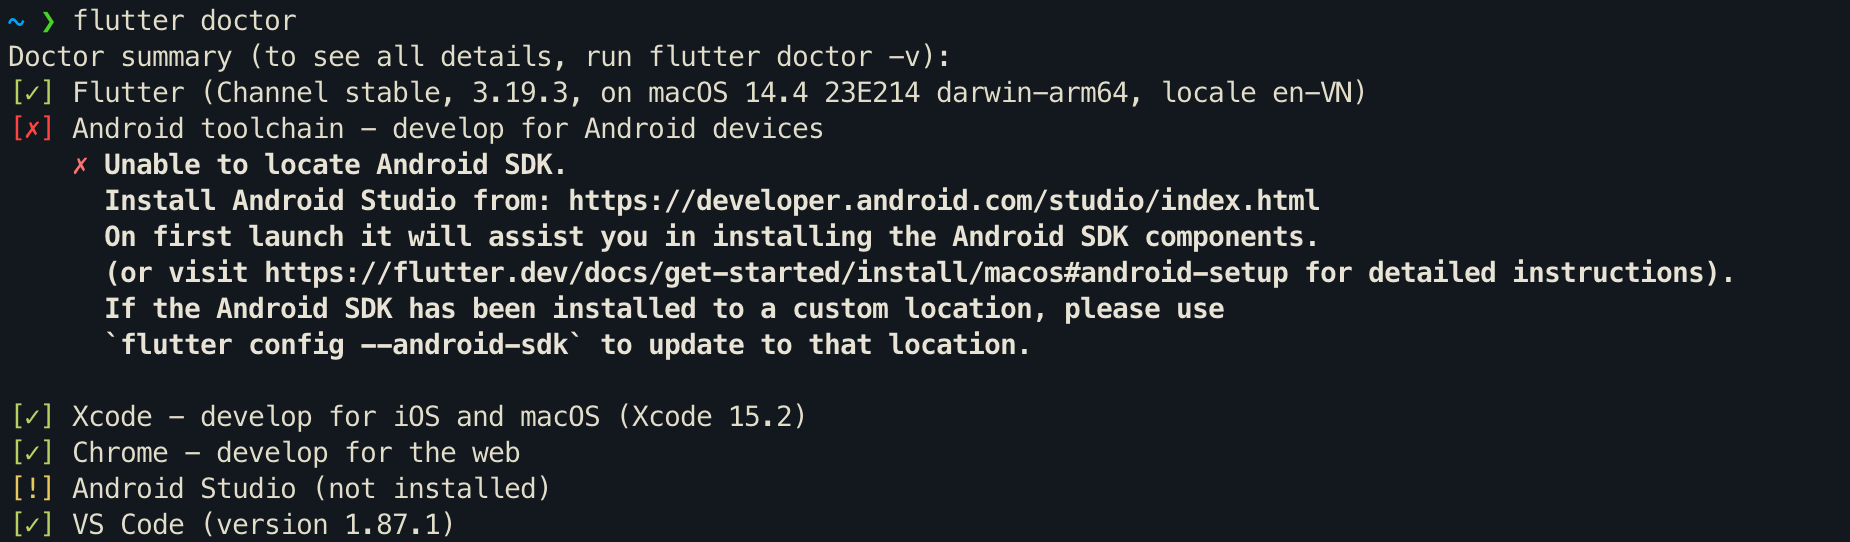 ~ ❯ flutter doctor
Doctor summary (to see all details, run flutter doctor -v):
[✓] Flutter (Channel stable, 3.19.3, on macOS 14.4 23E214 darwin-arm64, locale en-VN)
[✗] Android toolchain - develop for Android devices
    ✗ Unable to locate Android SDK.
      Install Android Studio from: https://developer.android.com/studio/index.html
      On first launch it will assist you in installing the Android SDK components.
      (or visit https://flutter.dev/docs/get-started/install/macos#android-setup for detailed instructions).
      If the Android SDK has been installed to a custom location, please use
      `flutter config --android-sdk` to update to that location.

[✓] Xcode - develop for iOS and macOS (Xcode 15.2)
[✓] Chrome - develop for the web
[!] Android Studio (not installed)
[✓] VS Code (version 1.87.1)